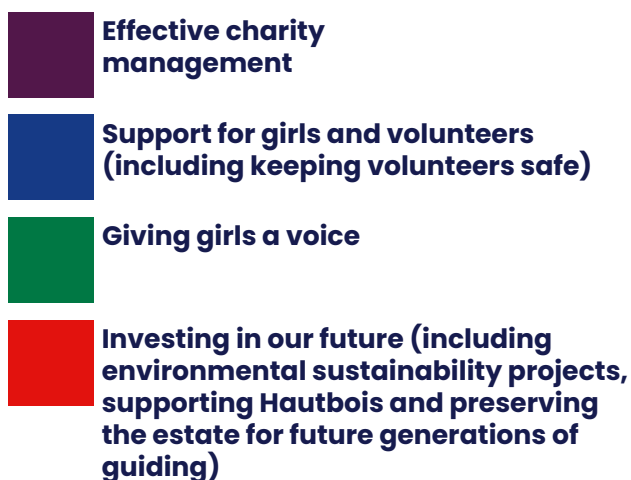 Effective charity
management
Support for girls and volunteers
(including keeping volunteers safe)
Giving girls a voice
Investing in our future (including
environmental sustainability projects,
supporting Hautbois and preserving
the estate for future generations of
guiding)